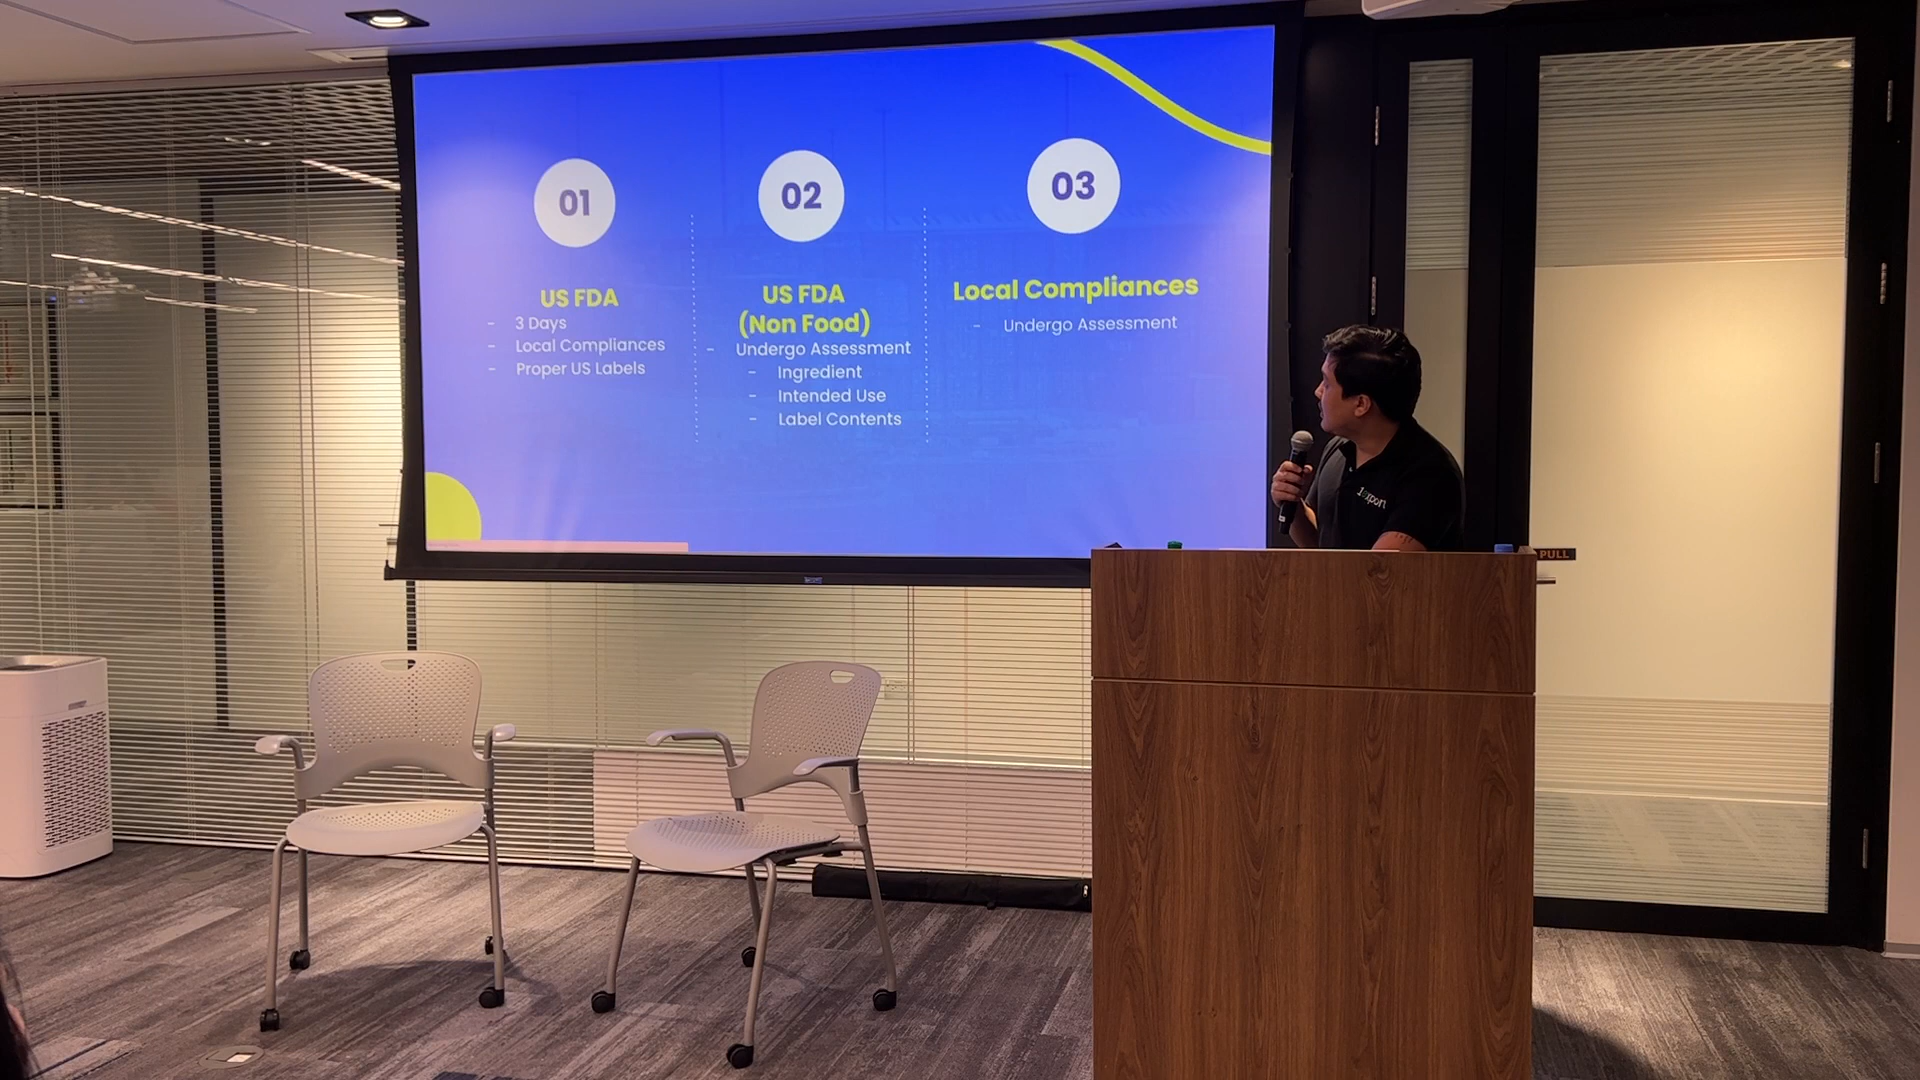 01
US FDA
- 3 Days
- Local Compliances
- Proper US Labels
02
US FDA
(Non Food)
- Undergo Assessment
- Ingredient
- Intended Use
- Label Contents
03
Local Compliances
- Undergo Assessment
PULL